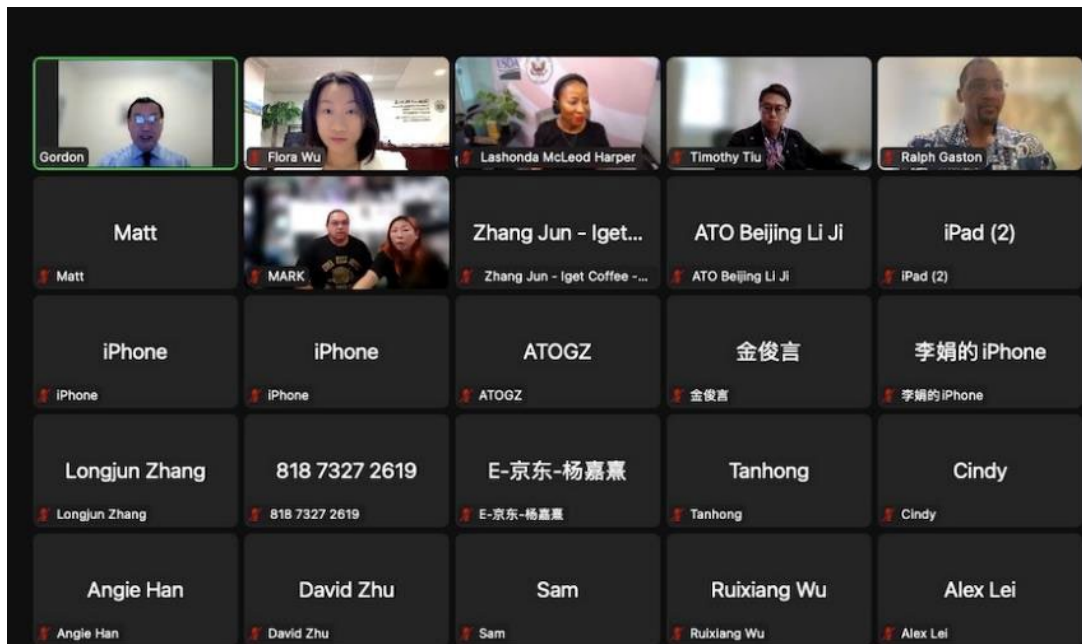 USDA
Gordon
Flora Wu
Lashonda McLeod Harper
Timothy Tiu
Ralph Gaston
Matt
Matt
MARK
Zhang Jun - Iget...
Zhang Jun - Iget Coffee -...
ATO Beijing Li Ji
ATO Beijing Li Ji
iPad (2)
iPad (2)
iPhone
iPhone
iPhone
iPhone
ATOGZ
ATOGZ
金俊言
金俊言
李娟的 iPhone
李娟的 iPhone
Longjun Zhang
Longjun Zhang
818 7327 2619
818 7327 2619
E-京东-杨嘉熹
E-京东-杨嘉熹
Tanhong
Tanhong
Cindy
Cindy
Angie Han
Angie Han
David Zhu
David Zhu
Sam
Sam
Ruixiang Wu
Ruixiang Wu
Alex Lei
Alex Lei